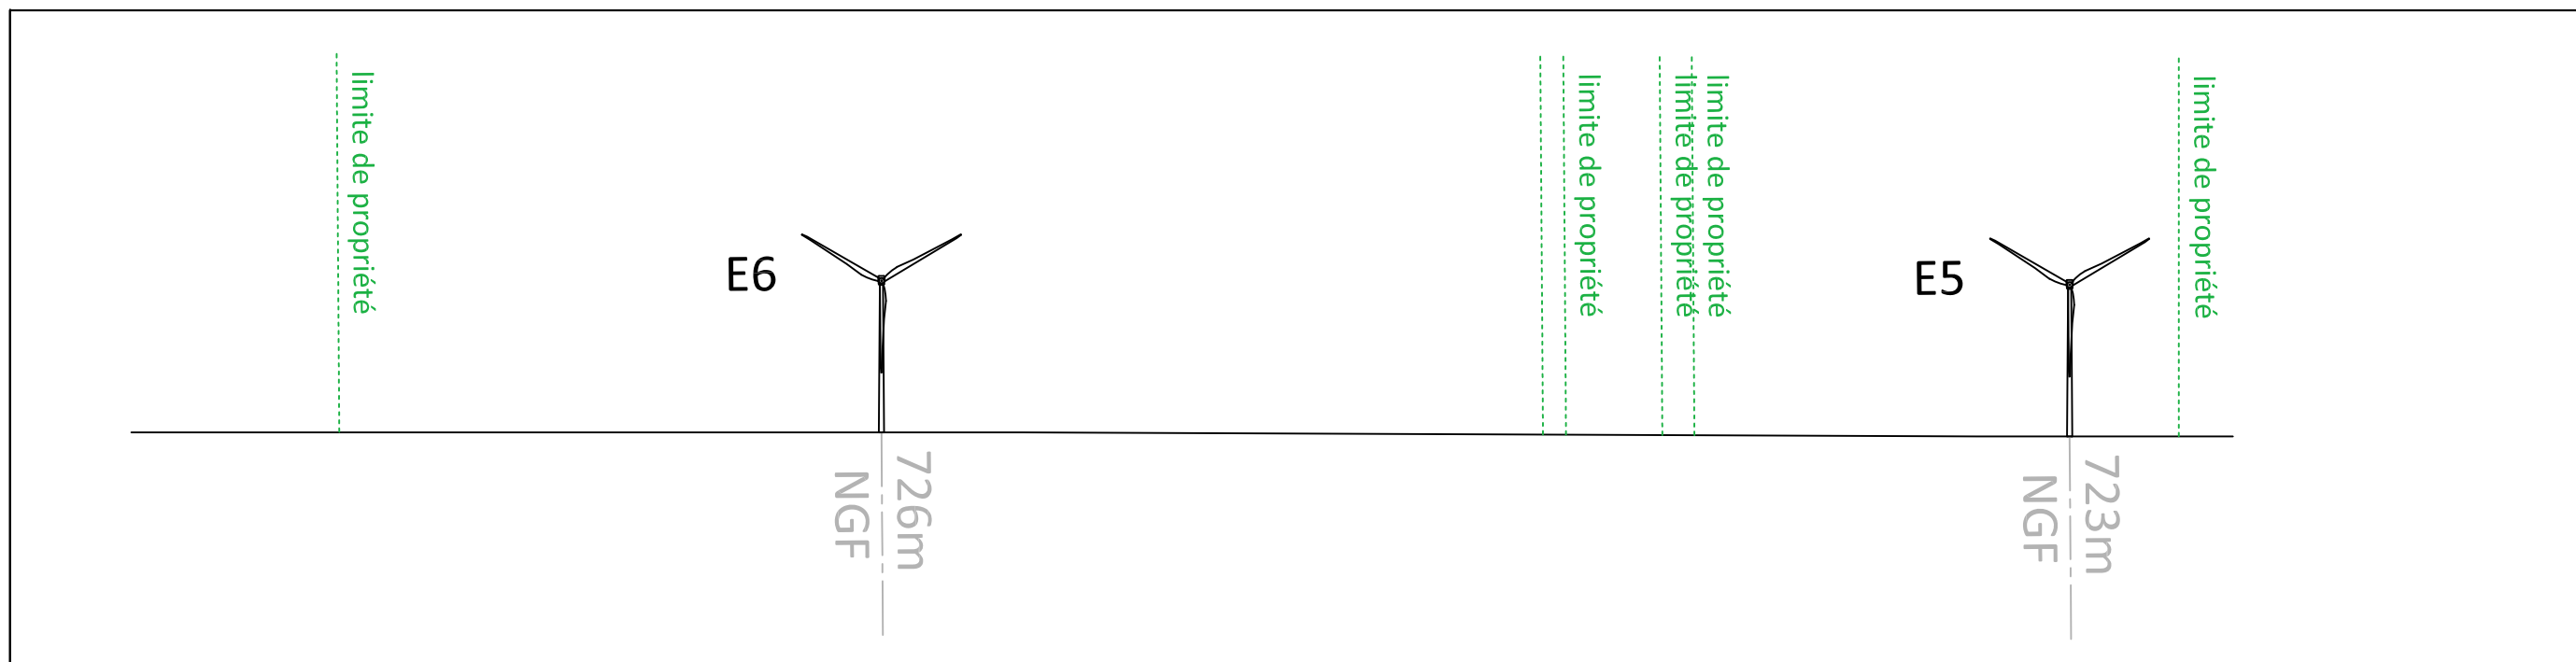 limite de propriété
limite de propriété
limite de propriété
limite de propriété
limite de propriété
E6
E5
726m
NGF
723m
NGF